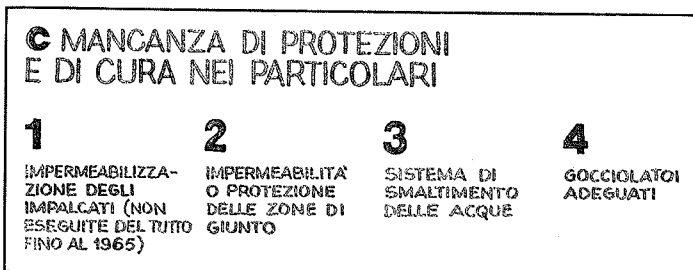 C MANCANZA DI PROTEZIONI
E DI CURA NEI PARTICOLARI
1
IMPERMEABILIZZA-
ZIONE DEGLI
IMPALCATI (NON
ESEGUITE DEL TUTTO
FINO AL 1965)
2
IMPERMEABILITA'
O PROTEZIONE
DELLE ZONE DI
GIUNTO
3
SISTEMA DI
SMALTIMENTO
DELLE ACQUE
4
GOCCIOLATOI
ADEGUATI